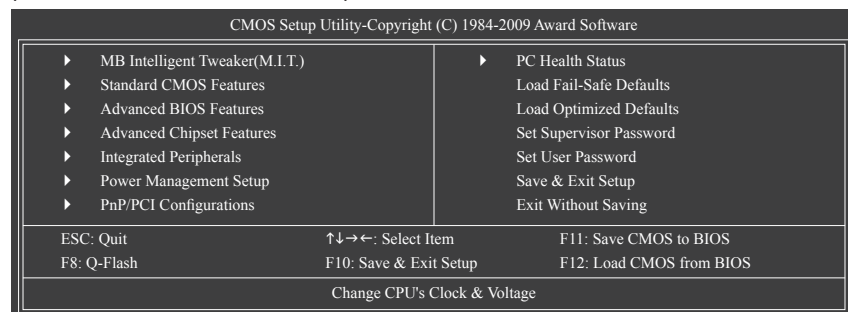 CMOS Setup Utility-Copyright (C) 1984-2009 Award Software
MB Intelligent Tweaker(M.I.T.)
Standard CMOS Features
Advanced BIOS Features
Advanced Chipset Features
Integrated Peripherals
Power Management Setup
PnP/PCI Configurations
PC Health Status
Load Fail-Safe Defaults
Load Optimized Defaults
Set Supervisor Password
Set User Password
Save & Exit Setup
Exit Without Saving
ESC: Quit ↑↓→←: Select Item F11: Save CMOS to BIOS
F8: Q-Flash F10: Save & Exit Setup F12: Load CMOS from BIOS
Change CPU's Clock & Voltage